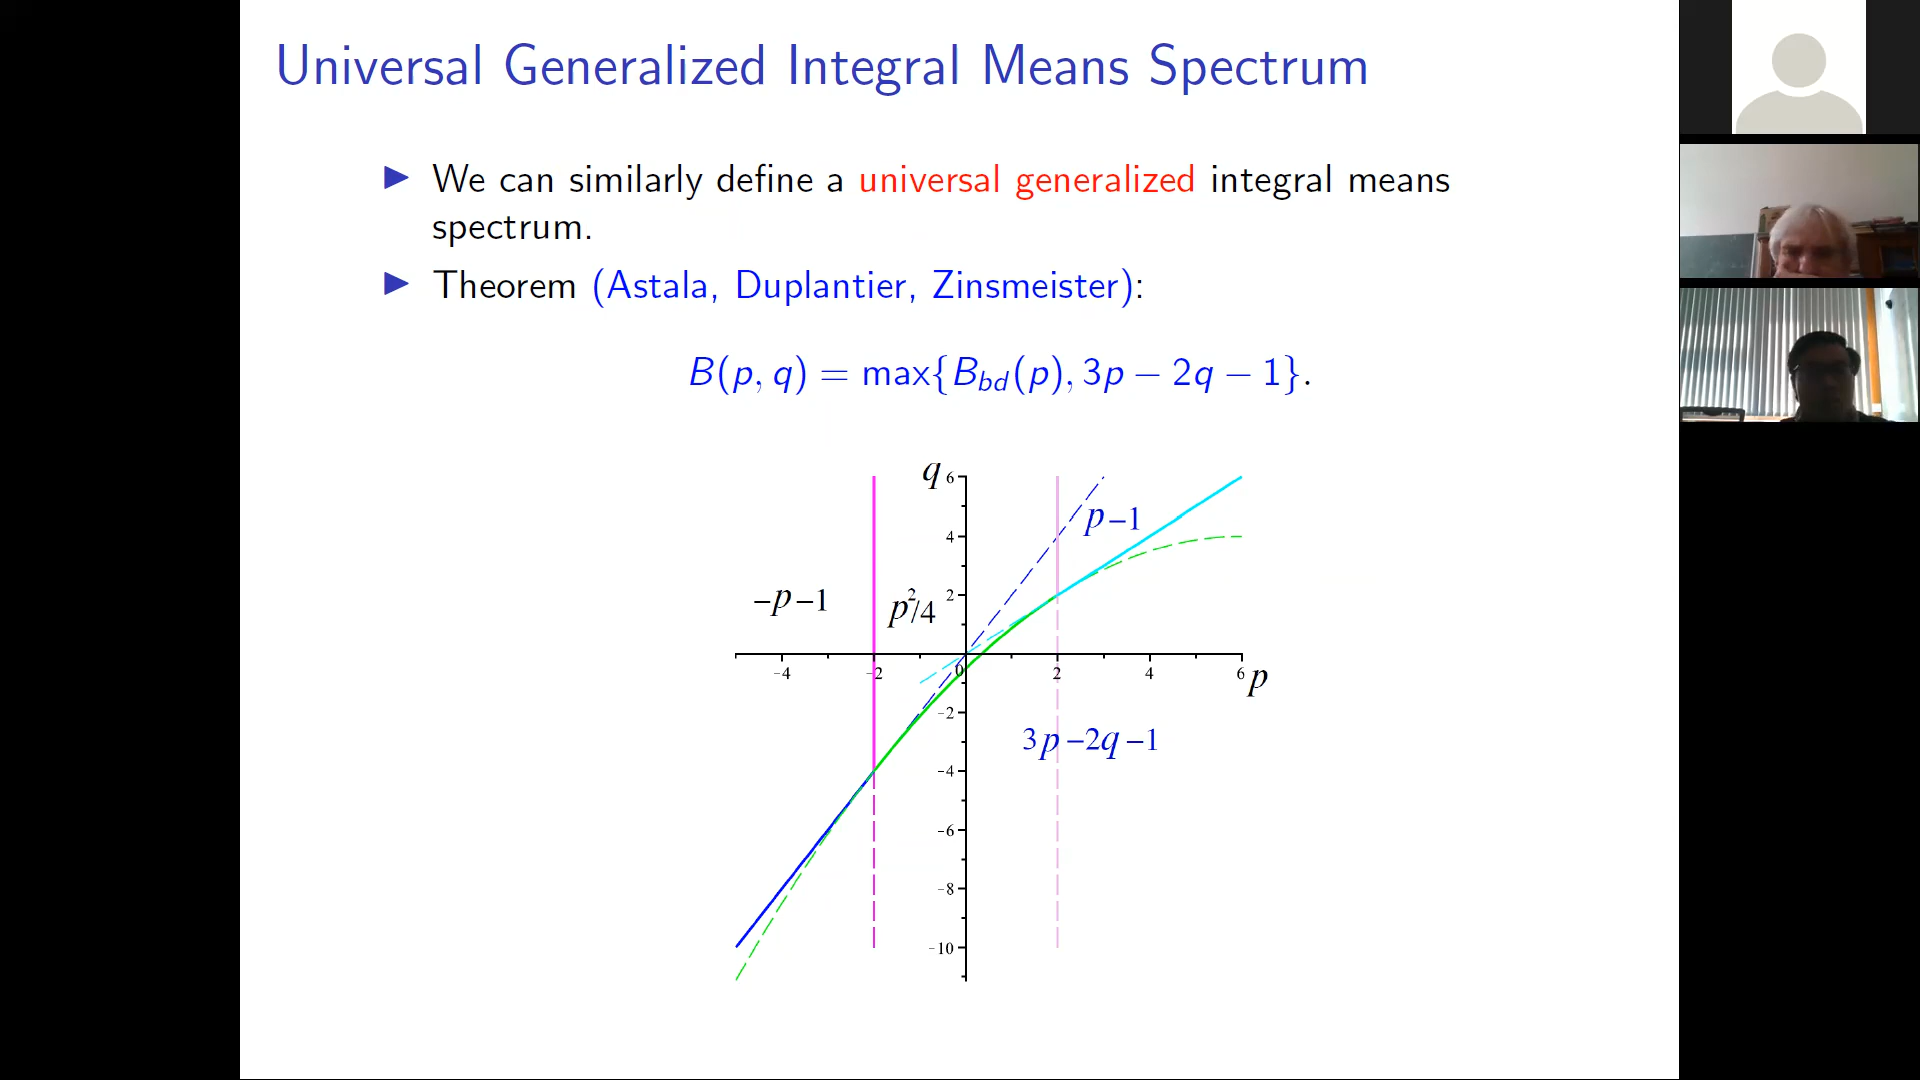 Universal Generalized Integral Means Spectrum
▶ We can similarly define a universal generalized integral means
spectrum.
▶ Theorem (Astala, Duplantier, Zinsmeister):
B(p, q) = max{B_bd(p), 3p − 2q − 1}.
q 6
p−1
4
−p−1
p²/4
2
−4
−2
0
2
4
6 p
−2
3p−2q−1
−4
−6
−8
−10